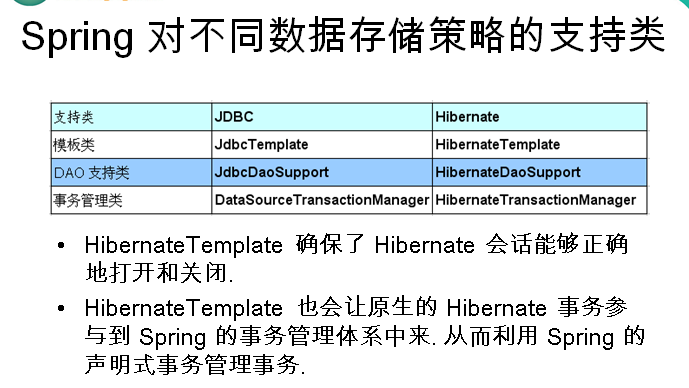 Spring 对不同数据存储策略的支持类
支持类 JDBC Hibernate
模板类 JdbcTemplate HibernateTemplate
DAO 支持类 JdbcDaoSupport HibernateDaoSupport
事务管理类 DataSourceTransactionManager HibernateTransactionManager
• HibernateTemplate 确保了 Hibernate 会话能够正确
地打开和关闭.
• HibernateTemplate 也会让原生的 Hibernate 事务参
与到 Spring 的事务管理体系中来. 从而利用 Spring 的
声明式事务管理事务.